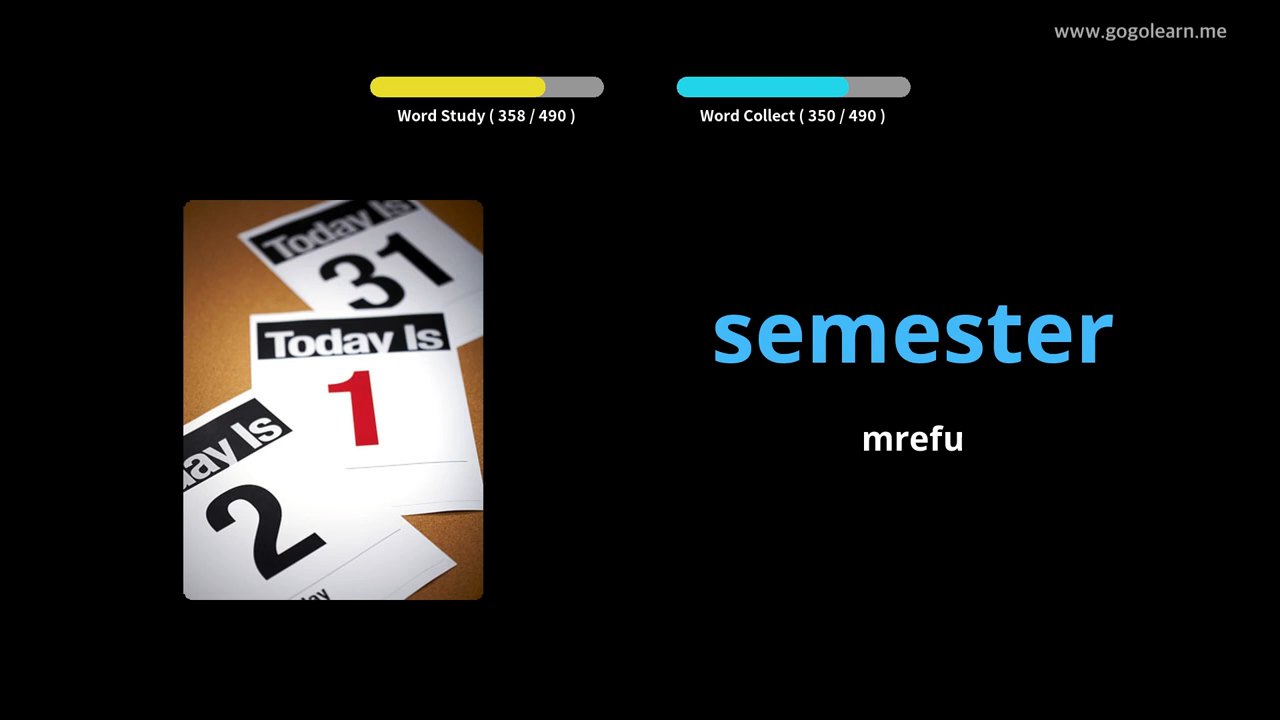 www.gogolearn.me
Word Study ( 358 / 490 )
Word Collect ( 350 / 490 )
Today Is
31
Today Is
1
ay Is
2
semester
mrefu